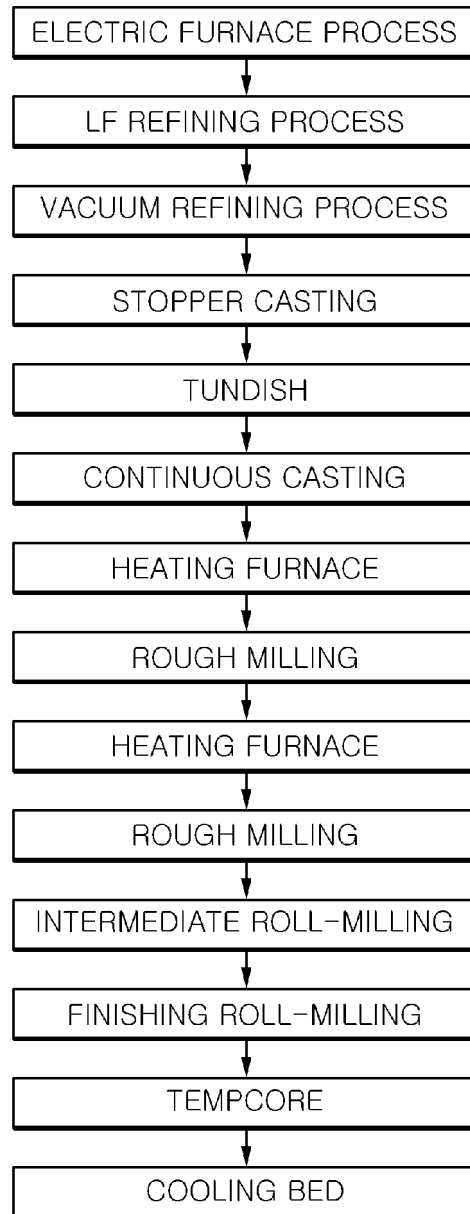 ELECTRIC FURNACE PROCESS
LF REFINING PROCESS
VACUUM REFINING PROCESS
STOPPER CASTING
TUNDISH
CONTINUOUS CASTING
HEATING FURNACE
ROUGH MILLING
HEATING FURNACE
ROUGH MILLING
INTERMEDIATE ROLL-MILLING
FINISHING ROLL-MILLING
TEMPCORE
COOLING BED